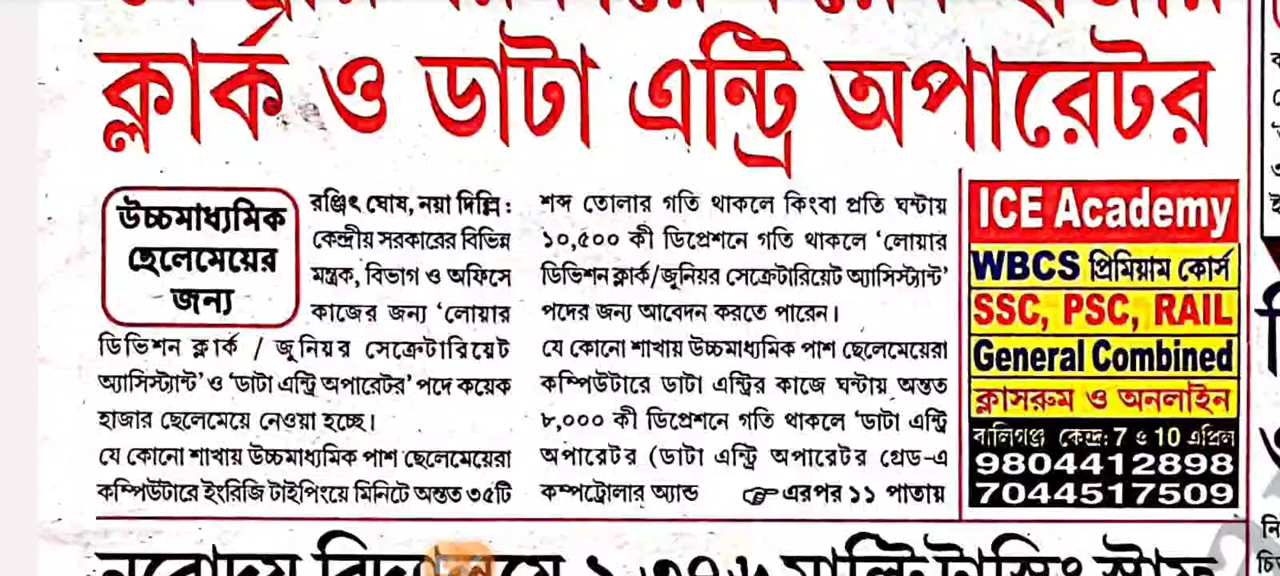 ক্লার্ক ও ডাটা এন্ট্রি অপারেটর
উচ্চমাধ্যমিক
ছেলেমেয়ের
জন্য
রঞ্জিৎ ঘোষ, নয়া দিল্লি :
কেন্দ্রীয় সরকারের বিভিন্ন
মন্ত্রক, বিভাগ ও অফিসে
কাজের জন্য ‘লোয়ার
ডিভিশন ক্লার্ক / জুনিয়র সেক্রেটারিয়েট
অ্যাসিস্ট্যান্ট’ ও ‘ডাটা এন্ট্রি অপারেটর’ পদে কয়েক
হাজার ছেলেমেয়ে নেওয়া হচ্ছে।
যে কোনো শাখায় উচ্চমাধ্যমিক পাশ ছেলেমেয়েরা
কম্পিউটারে ইংরিজি টাইপিংয়ে মিনিটে অন্তত ৩৫টি
শব্দ তোলার গতি থাকলে কিংবা প্রতি ঘন্টায়
১০,৫০০ কী ডিপ্রেশনে গতি থাকলে ‘লোয়ার
ডিভিশন ক্লার্ক/জুনিয়র সেক্রেটারিয়েট অ্যাসিস্ট্যান্ট’
পদের জন্য আবেদন করতে পারেন।
যে কোনো শাখায় উচ্চমাধ্যমিক পাশ ছেলেমেয়েরা
কম্পিউটারে ডাটা এন্ট্রির কাজে ঘন্টায় অন্তত
৮,০০০ কী ডিপ্রেশনে গতি থাকলে ‘ডাটা এন্ট্রি
অপারেটর (ডাটা এন্ট্রি অপারেটর গ্রেড-এ
কম্পট্রোলার অ্যান্ড ☞ এরপর ১১ পাতায়
ICE Academy
WBCS প্রিমিয়াম কোর্স
SSC, PSC, RAIL
General Combined
ক্লাসরুম ও অনলাইন
বালিগঞ্জ কেন্দ্র: 7 ও 10 এপ্রিল
9804412898
7044517509